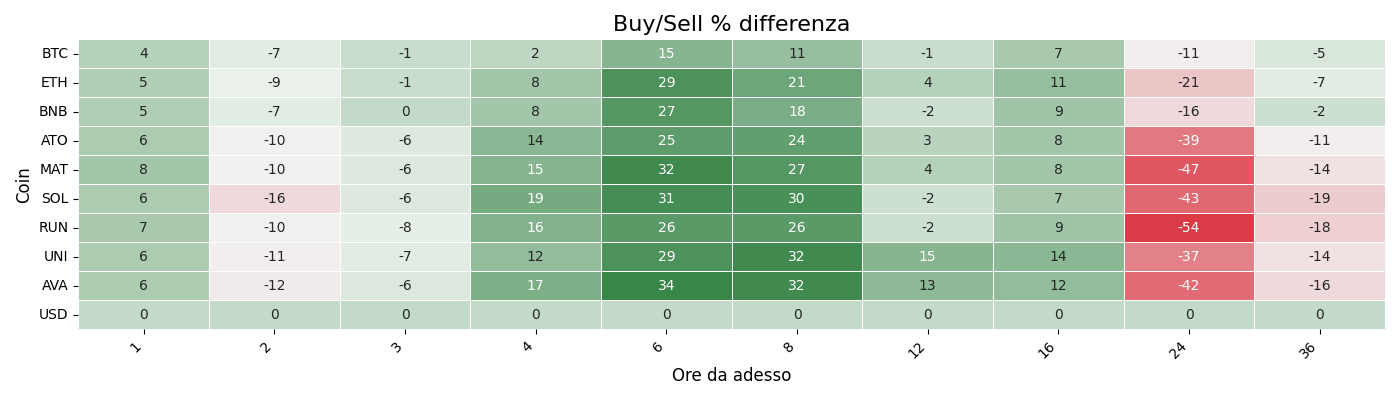 Buy/Sell % differenza
Coin
BTC 4 -7 -1 2 15 11 -1 7 -11 -5
ETH 5 -9 -1 8 29 21 4 11 -21 -7
BNB 5 -7 0 8 27 18 -2 9 -16 -2
ATO 6 -10 -6 14 25 24 3 8 -39 -11
MAT 8 -10 -6 15 32 27 4 8 -47 -14
SOL 6 -16 -6 19 31 30 -2 7 -43 -19
RUN 7 -10 -8 16 26 26 -2 9 -54 -18
UNI 6 -11 -7 12 29 32 15 14 -37 -14
AVA 6 -12 -6 17 34 32 13 12 -42 -16
USD 0 0 0 0 0 0 0 0 0 0
1 2 3 4 6 8 12 16 24 36
Ore da adesso